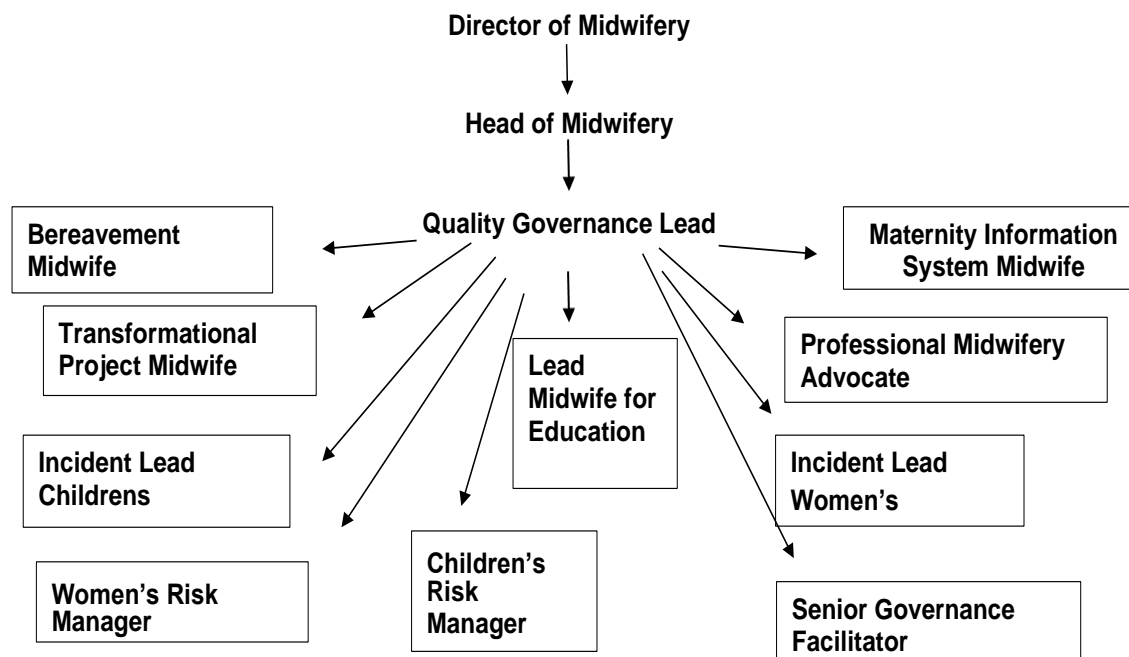 Director of Midwifery
Head of Midwifery
Quality Governance Lead
Bereavement
Midwife
Maternity Information
System Midwife
Transformational
Project Midwife
Lead
Midwife for
Education
Professional Midwifery
Advocate
Incident Lead
Childrens
Incident Lead
Women's
Women’s Risk
Manager
Children’s
Risk
Manager
Senior Governance
Facilitator